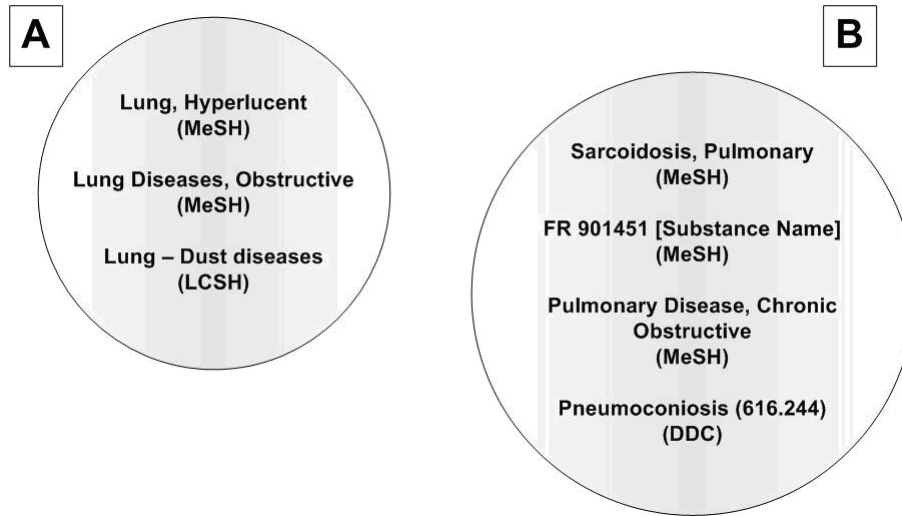 A
Lung, Hyperlucent
(MeSH)
Lung Diseases, Obstructive
(MeSH)
Lung – Dust diseases
(LCSH)
B
Sarcoidosis, Pulmonary
(MeSH)
FR 901451 [Substance Name]
(MeSH)
Pulmonary Disease, Chronic
Obstructive
(MeSH)
Pneumoconiosis (616.244)
(DDC)